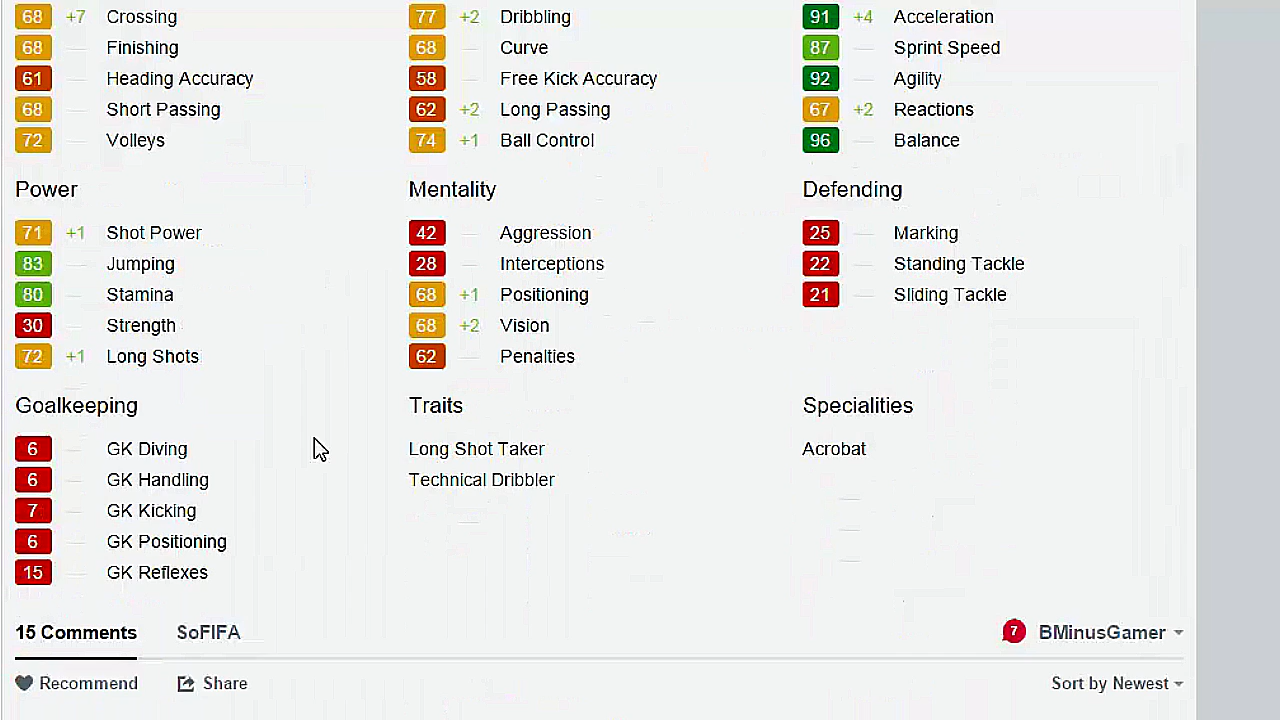 68 +7 Crossing
68 Finishing
61 Heading Accuracy
68 Short Passing
72 Volleys
77 +2 Dribbling
68 Curve
58 Free Kick Accuracy
62 +2 Long Passing
74 +1 Ball Control
91 +4 Acceleration
87 Sprint Speed
92 Agility
67 +2 Reactions
96 Balance
Power
71 +1 Shot Power
83 Jumping
80 Stamina
30 Strength
72 +1 Long Shots
Mentality
42 Aggression
28 Interceptions
68 +1 Positioning
68 +2 Vision
62 Penalties
Defending
25 Marking
22 Standing Tackle
21 Sliding Tackle
Goalkeeping
6 GK Diving
6 GK Handling
7 GK Kicking
6 GK Positioning
15 GK Reflexes
Traits
Long Shot Taker
Technical Dribbler
Specialities
Acrobat
15 Comments SoFIFA 7 BMinusGamer
Recommend Share Sort by Newest